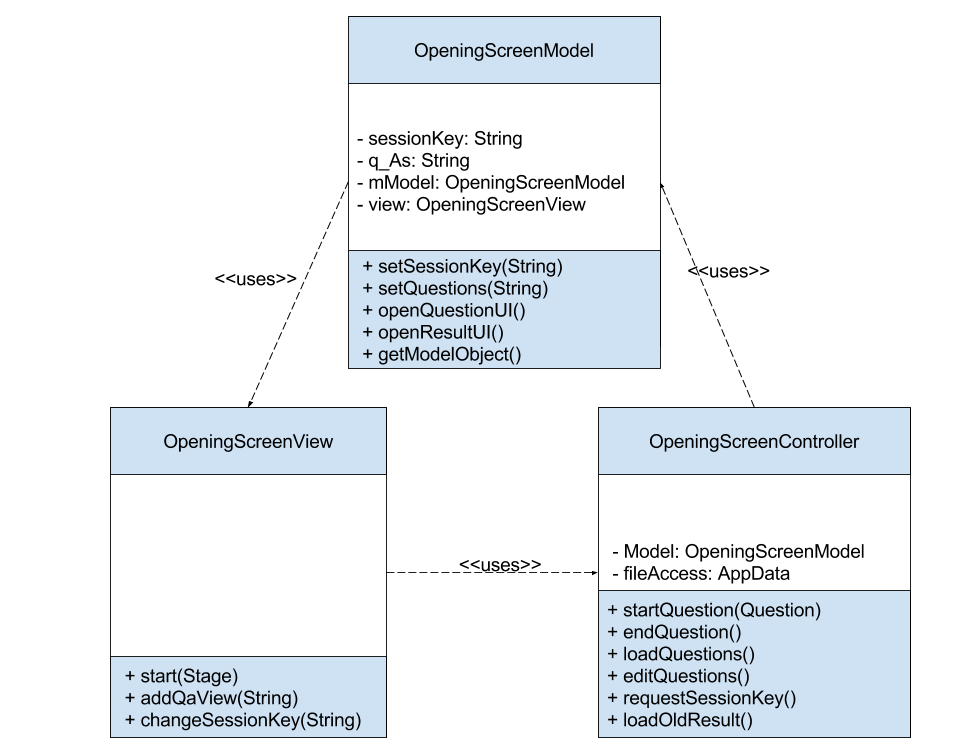 OpeningScreenModel
- sessionKey: String
- q_As: String
- mModel: OpeningScreenModel
- view: OpeningScreenView
+ setSessionKey(String)
+ setQuestions(String)
+ openQuestionUI()
+ openResultUI()
+ getModelObject()
<<uses>>
<<uses>>
OpeningScreenView
+ start(Stage)
+ addQaView(String)
+ changeSessionKey(String)
<<uses>>
OpeningScreenController
- Model: OpeningScreenModel
- fileAccess: AppData
+ startQuestion(Question)
+ endQuestion()
+ loadQuestions()
+ editQuestions()
+ requestSessionKey()
+ loadOldResult()